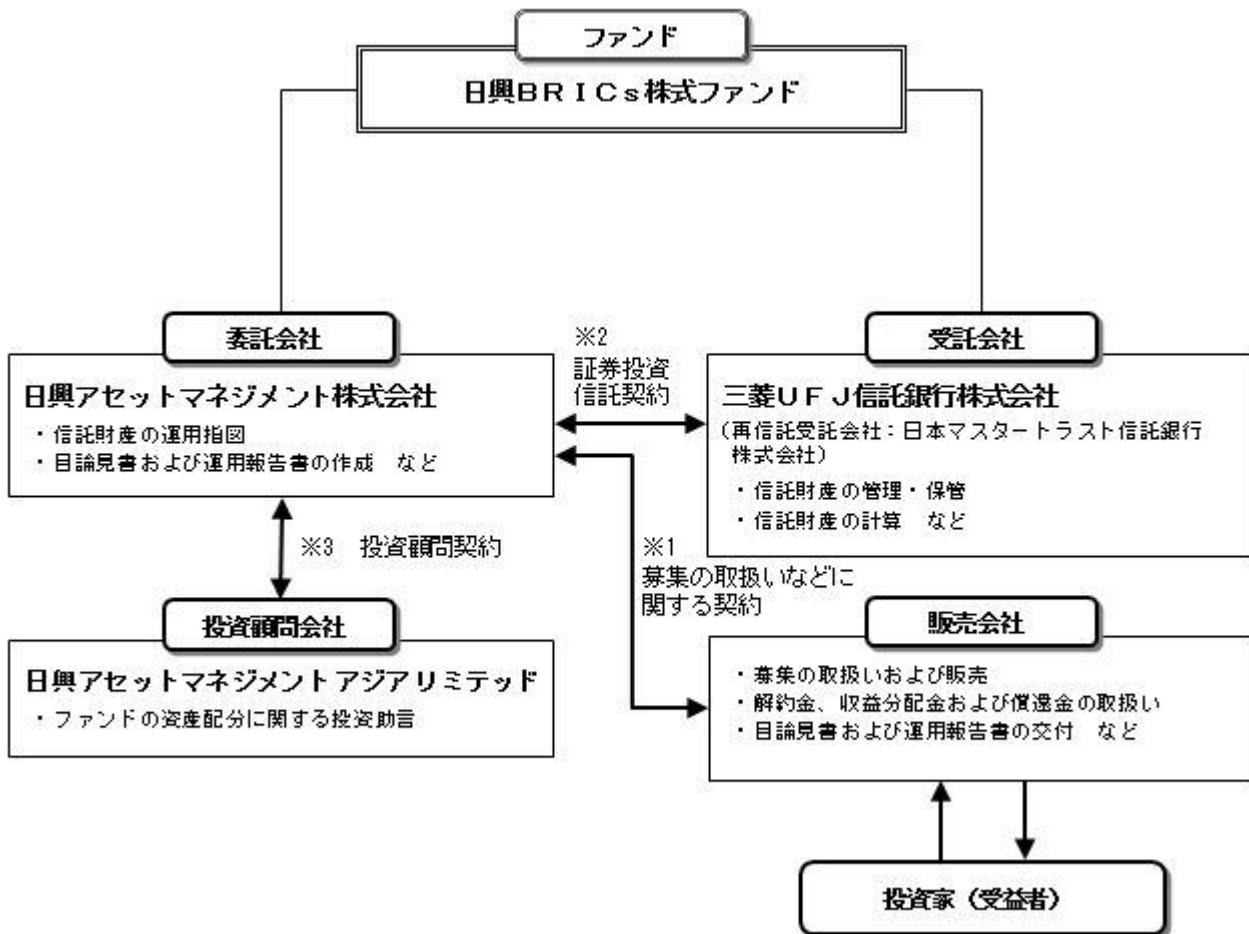 ファンド
日興BRICs株式ファンド
委託会社
日興アセットマネジメント株式会社
・信託財産の運用指図
・目論見書および運用報告書の作成　など
※2
証券投資
信託契約
受託会社
三菱UFJ信託銀行株式会社
(再信託受託会社：日本マスタートラスト信託銀行
株式会社)
・信託財産の管理・保管
・信託財産の計算　など
※3　投資顧問契約
※1
募集の取扱いなどに
関する契約
投資顧問会社
日興アセットマネジメント アジア リミテッド
・ファンドの資産配分に関する投資助言
販売会社
・募集の取扱いおよび販売
・解約金、収益分配金および償還金の取扱い
・目論見書および運用報告書の交付　など
投資家（受益者）